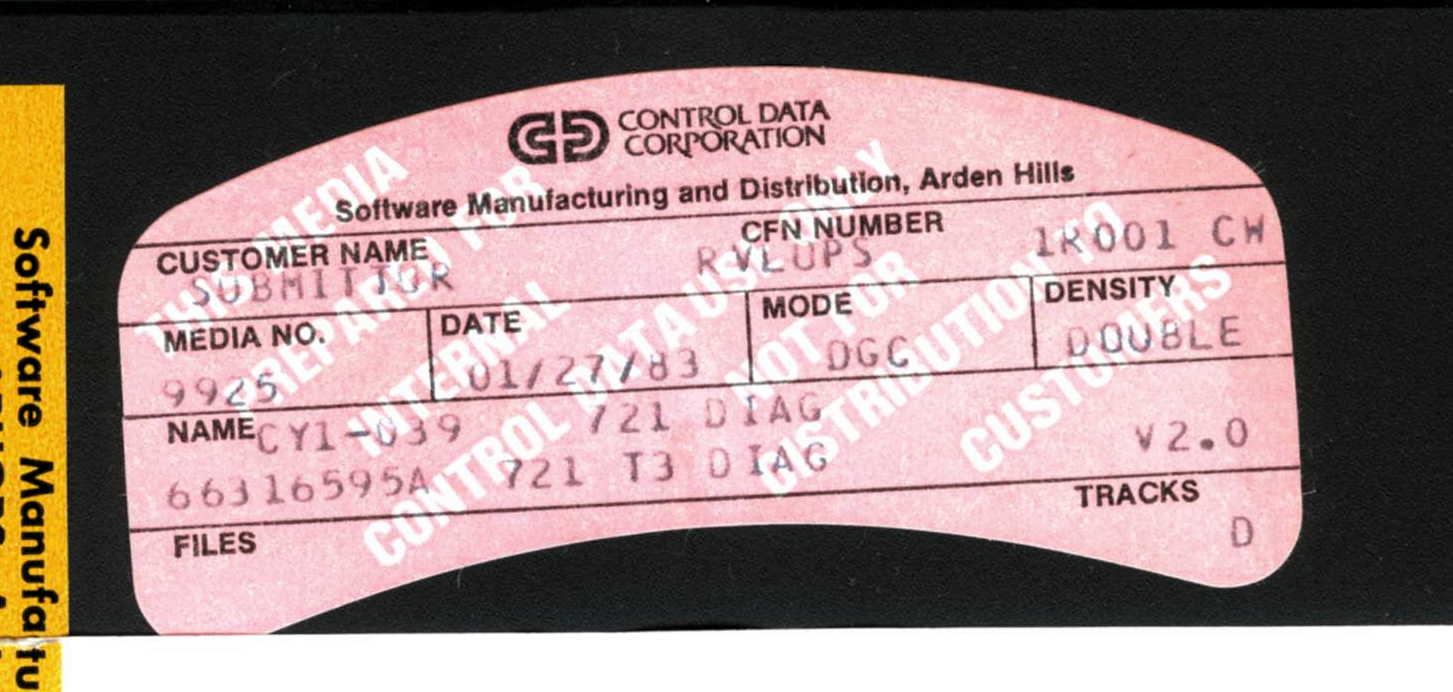 CONTROL DATA
CORPORATION
Software Manufacturing and Distribution, Arden Hills
CUSTOMER NAME CFN NUMBER
SUBMITTOR RVLUPS 1R001 CW
MEDIA NO. DATE MODE DENSITY
9925 01/27/83 DGC DOUBLE
NAME CY1-039 721 DIAG
66316595A 721 T3 DIAG V2.0
FILES TRACKS
D
THIS MEDIA
PREPARED FOR
INTERNAL
CONTROL DATA USE ONLY
NOT FOR
DISTRIBUTION TO
CUSTOMERS
Software Manufactu